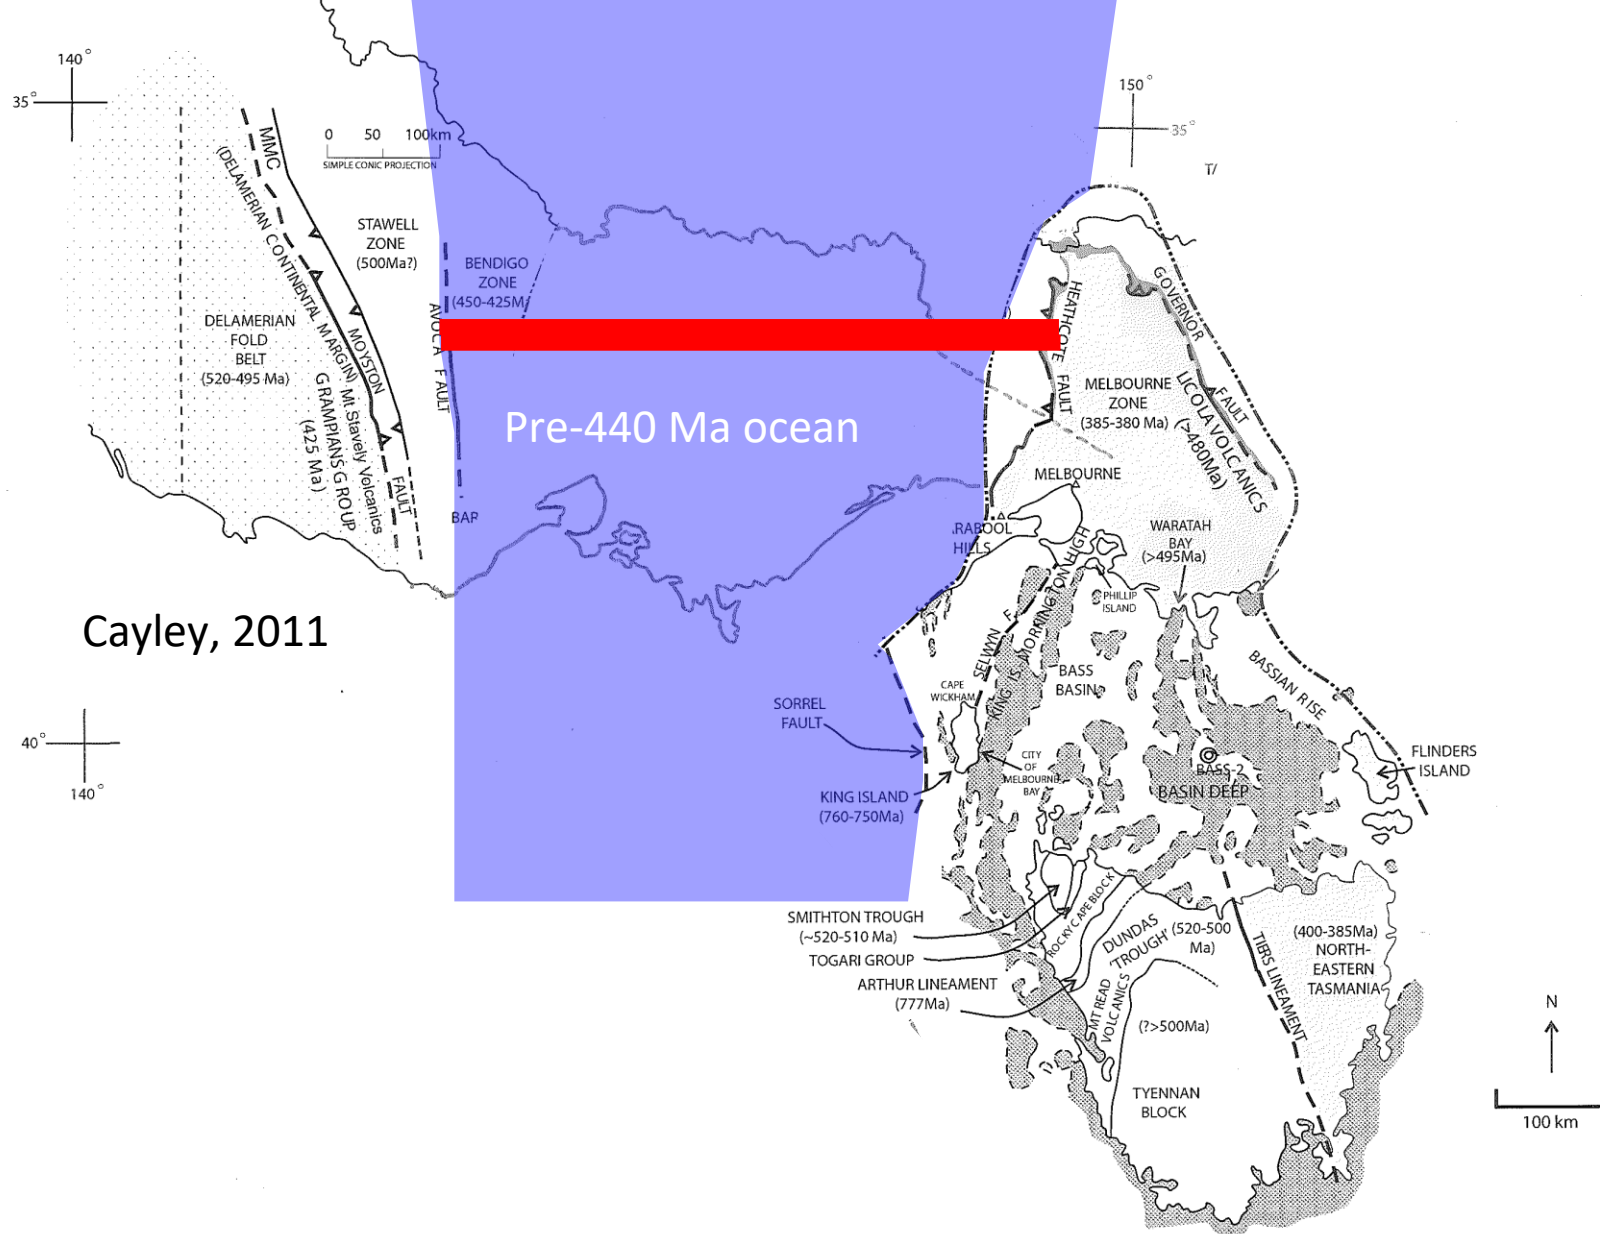 140°
35°
0 50 100km
SIMPLE CONIC PROJECTION
150°
35°
T/
MMC
(DELAMERIAN CONTINENTAL MARGIN)
STAWELL
ZONE
(500Ma?)
BENDIGO
ZONE
(450-425M
DELAMERIAN
FOLD
BELT
(520-495 Ma)
MOYSTON
FAULT
Mt Stavely Volcanics
GRAMPIANS GROUP
(425 Ma)
AVOCA FAULT
HEATHCOTE
FAULT
GOVERNOR
FAULT
MELBOURNE
ZONE
(385-380 Ma)
LICOLA VOLCANICS
(>480Ma)
Pre-440 Ma ocean
MELBOURNE
BAR
RABOOL
HILLS
WARATAH
BAY
(>495Ma)
PHILLIP
ISLAND
Cayley, 2011
SELWYN F.
KING IS. MORNINGTON HIGH
BASS
BASIN
BASSIAN RISE
CAPE
WICKHAM
SORREL
FAULT
40°
140°
CITY
OF
MELBOURNE
BAY
KING ISLAND
(760-750Ma)
BASS-2
BASIN DEEP
FLINDERS
ISLAND
SMITHTON TROUGH
(~520-510 Ma)
TOGARI GROUP
ARTHUR LINEAMENT
(777Ma)
ROCKY CAPE BLOCK
DUNDAS
'TROUGH'
(520-500
Ma)
MT READ
VOLCANICS
TIERS LINEAMENT
(400-385Ma)
NORTH-
EASTERN
TASMANIA
(?>500Ma)
TYENNAN
BLOCK
N
100 km